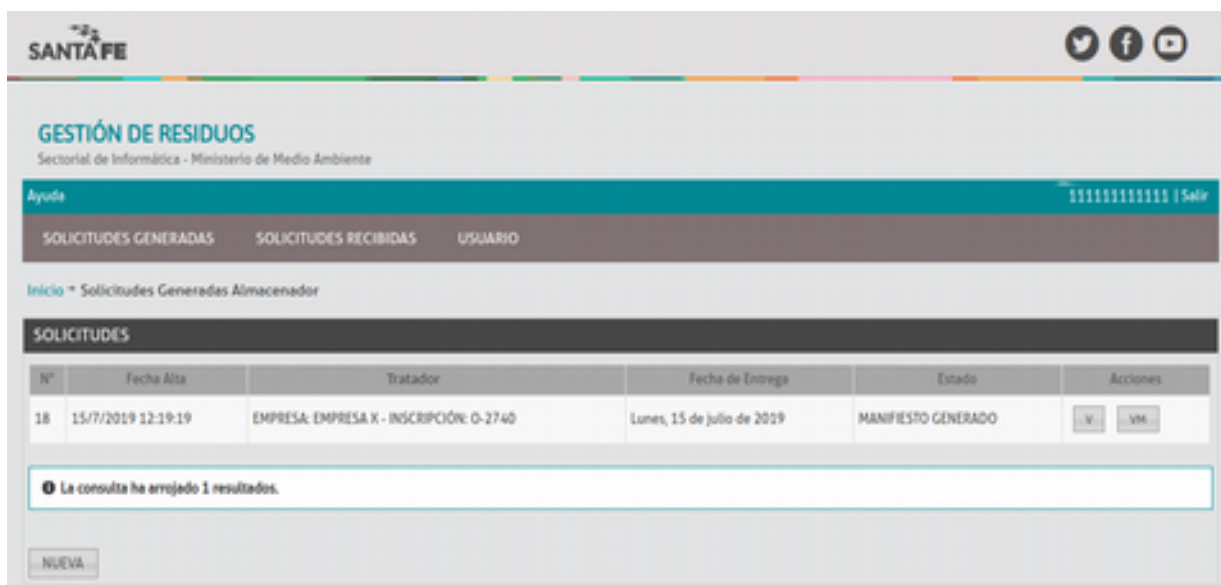 SANTA FE
GESTIÓN DE RESIDUOS
Sectorial de Informática - Ministerio de Medio Ambiente
Ayuda 111111111111 | Salir
SOLICITUDES GENERADAS SOLICITUDES RECIBIDAS USUARIO
Inicio Solicitudes Generadas Almacenador
SOLICITUDES
N° Fecha Alta Tratador Fecha de Entrega Estado Acciones
18 15/7/2019 12:19:19 EMPRESA: EMPRESA X - INSCRIPCIÓN: O-2740 Lunes, 15 de julio de 2019 MANIFIESTO GENERADO V VM
La consulta ha arrojado 1 resultados.
NUEVA